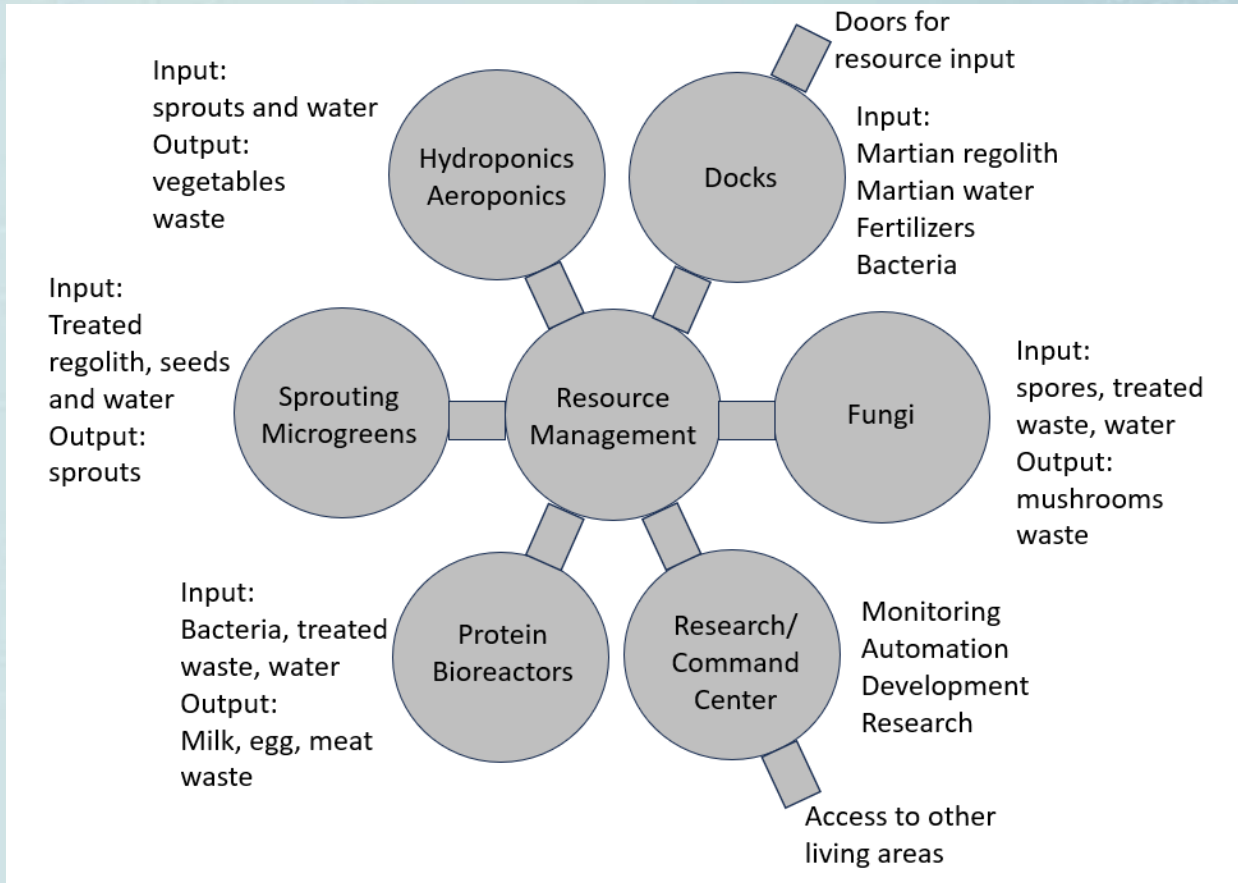 Doors for
resource input
Input:
sprouts and water
Output:
vegetables
waste
Hydroponics
Aeroponics
Docks
Input:
Martian regolith
Martian water
Fertilizers
Bacteria
Input:
Treated
regolith, seeds
and water
Output:
sprouts
Sprouting
Microgreens
Resource
Management
Fungi
Input:
spores, treated
waste, water
Output:
mushrooms
waste
Input:
Bacteria, treated
waste, water
Output:
Milk, egg, meat
waste
Protein
Bioreactors
Research/
Command
Center
Monitoring
Automation
Development
Research
Access to other
living areas